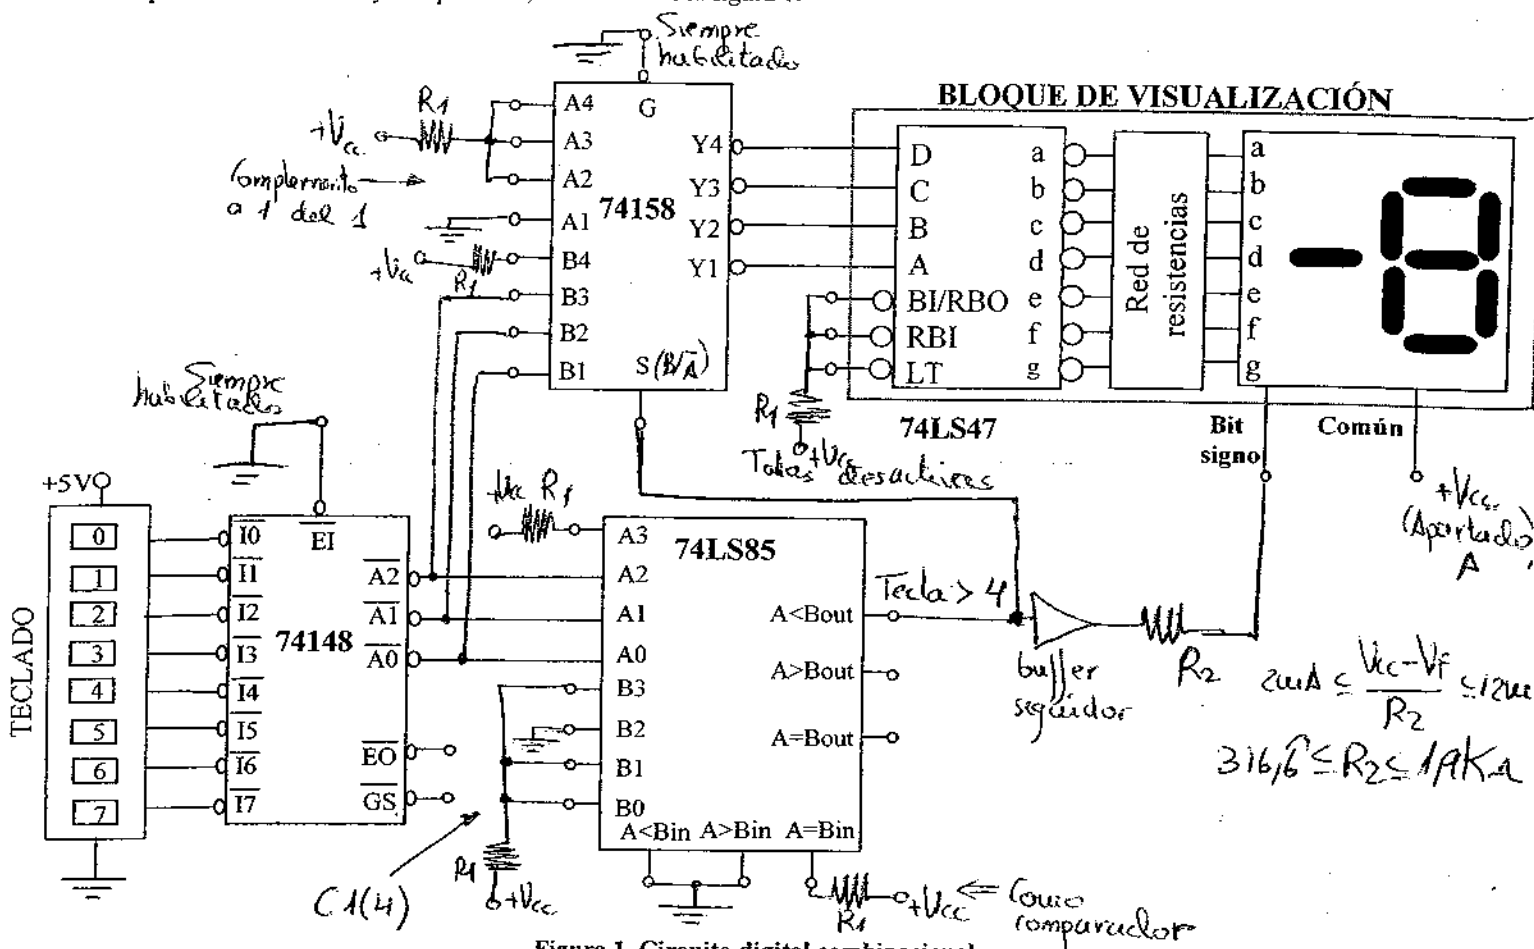 Siempre
habilitado
BLOQUE DE VISUALIZACIÓN
R1
+Vcc.
Complemento
a 1 del 1
A4
A3
A2
A1
B4
B3
B2
B1
G
74158
S (B/A̅)
Y4
Y3
Y2
Y1
+Vcc
R1
D
C
B
A
BI/RBO
RBI
LT
a
b
c
d
e
f
g
Red de
resistencias
a
b
c
d
e
f
g
74LS47
Bit
signo
Común
R1
+Vcc
Todas desactivas
+Vcc.
(Apartado
A
Siempre
habilitado
+5V
TECLADO
0
1
2
3
4
5
6
7
I0
I1
I2
I3
I4
I5
I6
I7
EI
74148
A2
A1
A0
EO
GS
+Vcc R1
74LS85
A3
A2
A1
A0
B3
B2
B1
B0
A<Bout
A>Bout
A=Bout
A<Bin A>Bin A=Bin
Tecla > 4
buffer
seguidor
R2
2mA ≤ (Vcc-Vf)/R2 ≤ 12m
316,6 ≤ R2 ≤ 1,9KΩ
C1(4)
R1
+Vcc
R1
+Vcc ⇐ Como
comparador
Figura 1. Circuito digital combinacional